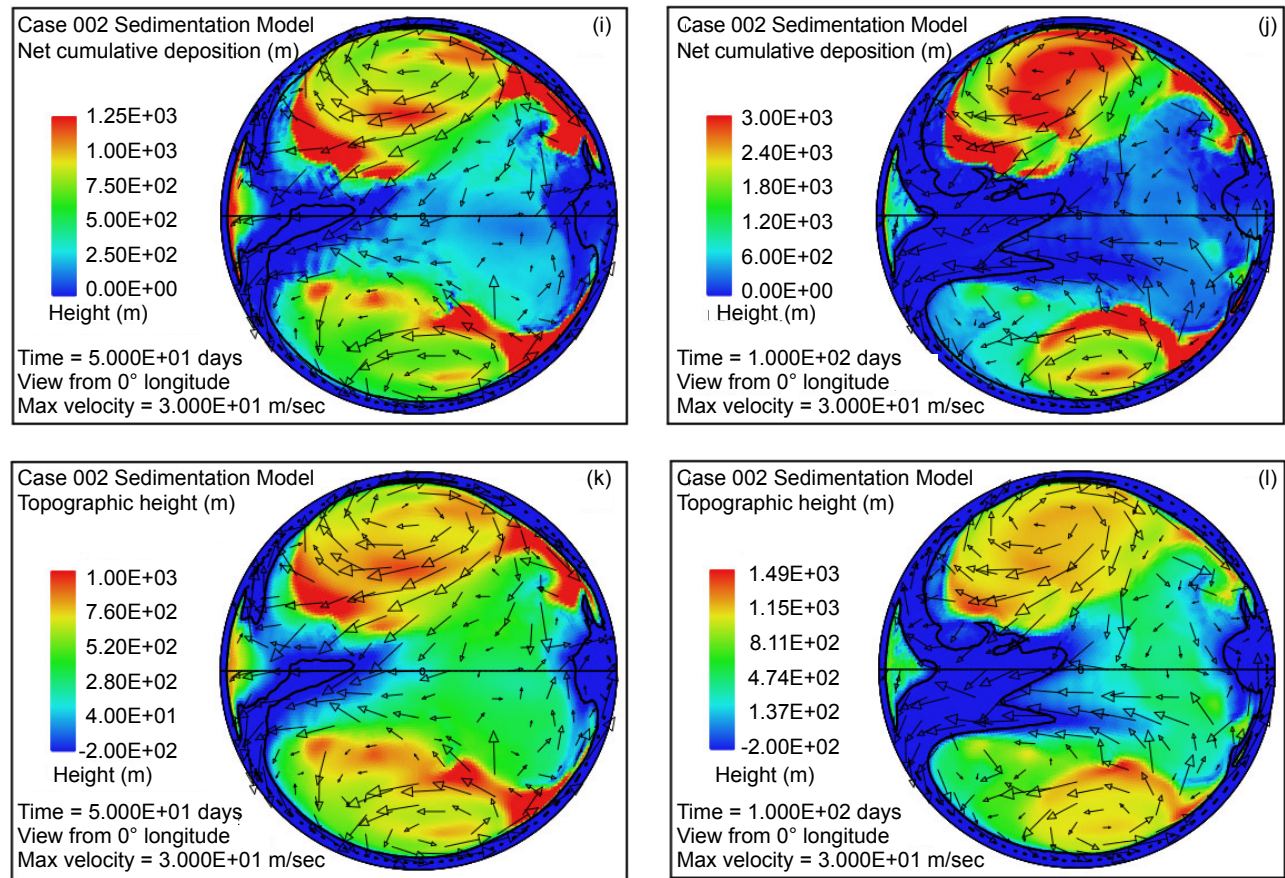 Case 002 Sedimentation Model
(i)
Net cumulative deposition (m)
1.25E+03
1.00E+03
7.50E+02
5.00E+02
2.50E+02
0.00E+00
Height (m)
0
Time = 5.000E+01 days
View from 0° longitude
Max velocity = 3.000E+01 m/sec
Case 002 Sedimentation Model
(j)
Net cumulative deposition (m)
3.00E+03
2.40E+03
1.80E+03
1.20E+03
6.00E+02
0.00E+00
Height (m)
0
Time = 1.000E+02 days
View from 0° longitude
Max velocity = 3.000E+01 m/sec
Case 002 Sedimentation Model
(k)
Topographic height (m)
1.00E+03
7.60E+02
5.20E+02
2.80E+02
4.00E+01
-2.00E+02
Height (m)
0
Time = 5.000E+01 days
View from 0° longitude
Max velocity = 3.000E+01 m/sec
Case 002 Sedimentation Model
(l)
Topographic height (m)
1.49E+03
1.15E+03
8.11E+02
4.74E+02
1.37E+02
-2.00E+02
Height (m)
0
Time = 1.000E+02 days
View from 0° longitude
Max velocity = 3.000E+01 m/sec